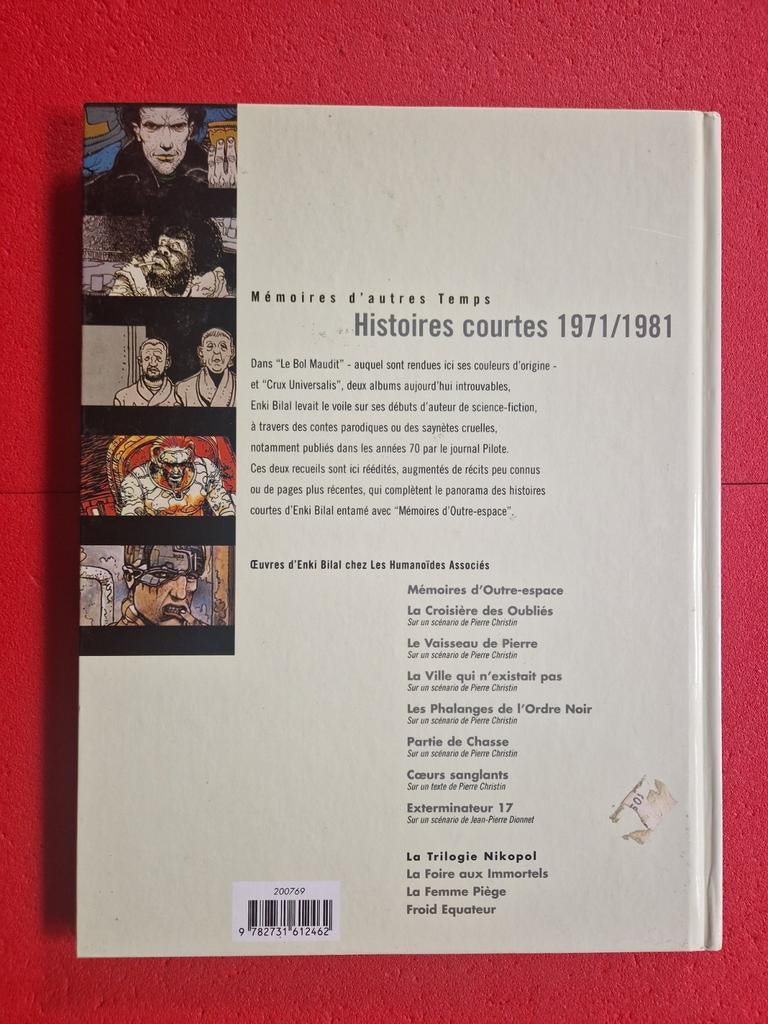 Mémoires d'autres Temps
Histoires courtes 1971/1981
Dans "Le Bol Maudit" - auquel sont rendues ici ses couleurs d'origine -
et "Crux Universalis", deux albums aujourd'hui introuvables,
Enki Bilal levait le voile sur ses débuts d'auteur de science-fiction,
à travers des contes parodiques ou des saynètes cruelles,
notamment publiés dans les années 70 par le journal Pilote.
Ces deux recueils sont ici réédités, augmentés de récits peu connus
ou de pages plus récentes, qui complètent le panorama des histoires
courtes d'Enki Bilal entamé avec "Mémoires d'Outre-espace".
Œuvres d'Enki Bilal chez Les Humanoïdes Associés
Mémoires d'Outre-espace
La Croisière des Oubliés
Sur un scénario de Pierre Christin
Le Vaisseau de Pierre
Sur un scénario de Pierre Christin
La Ville qui n'existait pas
Sur un scénario de Pierre Christin
Les Phalanges de l'Ordre Noir
Sur un scénario de Pierre Christin
Partie de Chasse
Sur un scénario de Pierre Christin
Cœurs sanglants
Sur un texte de Pierre Christin
Exterminateur 17
Sur un scénario de Jean-Pierre Dionnet
La Trilogie Nikopol
La Foire aux Immortels
La Femme Piège
Froid Equateur
200769
9 782731 612462